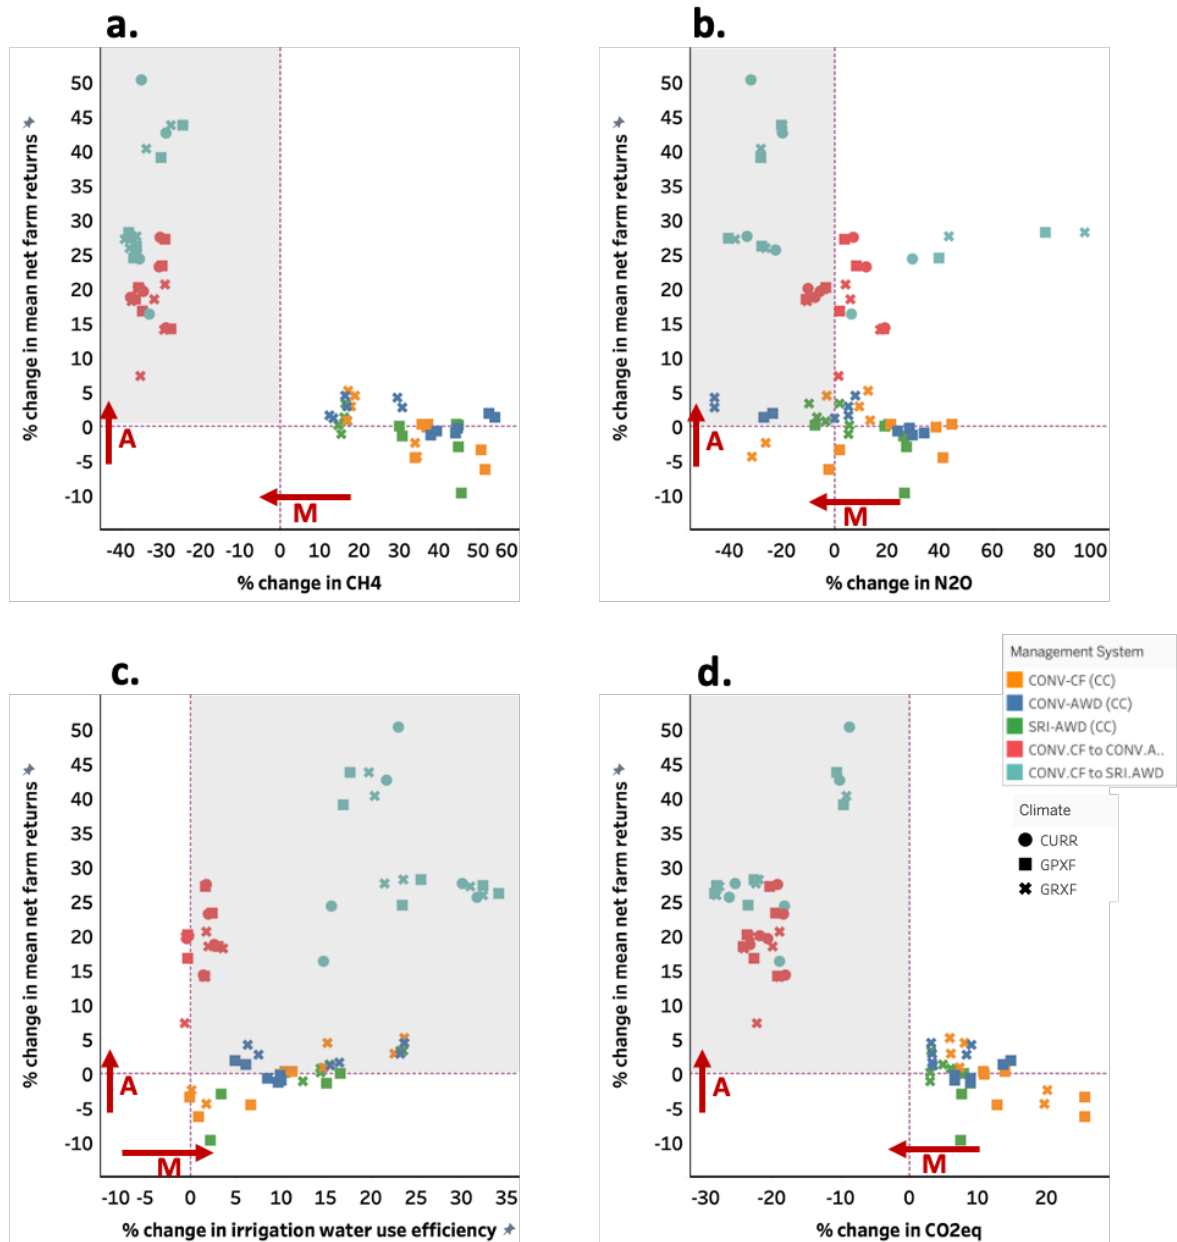 a.
% change in mean net farm returns
50
45
40
35
30
25
20
15
10
5
0
-5
-10
A
M
-40 -30 -20 -10 0 10 20 30 40 50 60
% change in CH4
b.
% change in mean net farm returns
50
45
40
35
30
25
20
15
10
5
0
-5
-10
A
M
-40 -20 0 20 40 60 80 100
% change in N2O
c.
% change in mean net farm returns
50
45
40
35
30
25
20
15
10
5
0
-5
-10
A
M
-10 -5 0 5 10 15 20 25 30 35
% change in irrigation water use efficiency
d.
% change in mean net farm returns
50
45
40
35
30
25
20
15
10
5
0
-5
-10
A
M
-30 -20 -10 0 10 20
% change in CO2eq
Management System
CONV-CF (CC)
CONV-AWD (CC)
SRI-AWD (CC)
CONV.CF to CONV.A..
CONV.CF to SRI.AWD
Climate
CURR
GPXF
GRXF